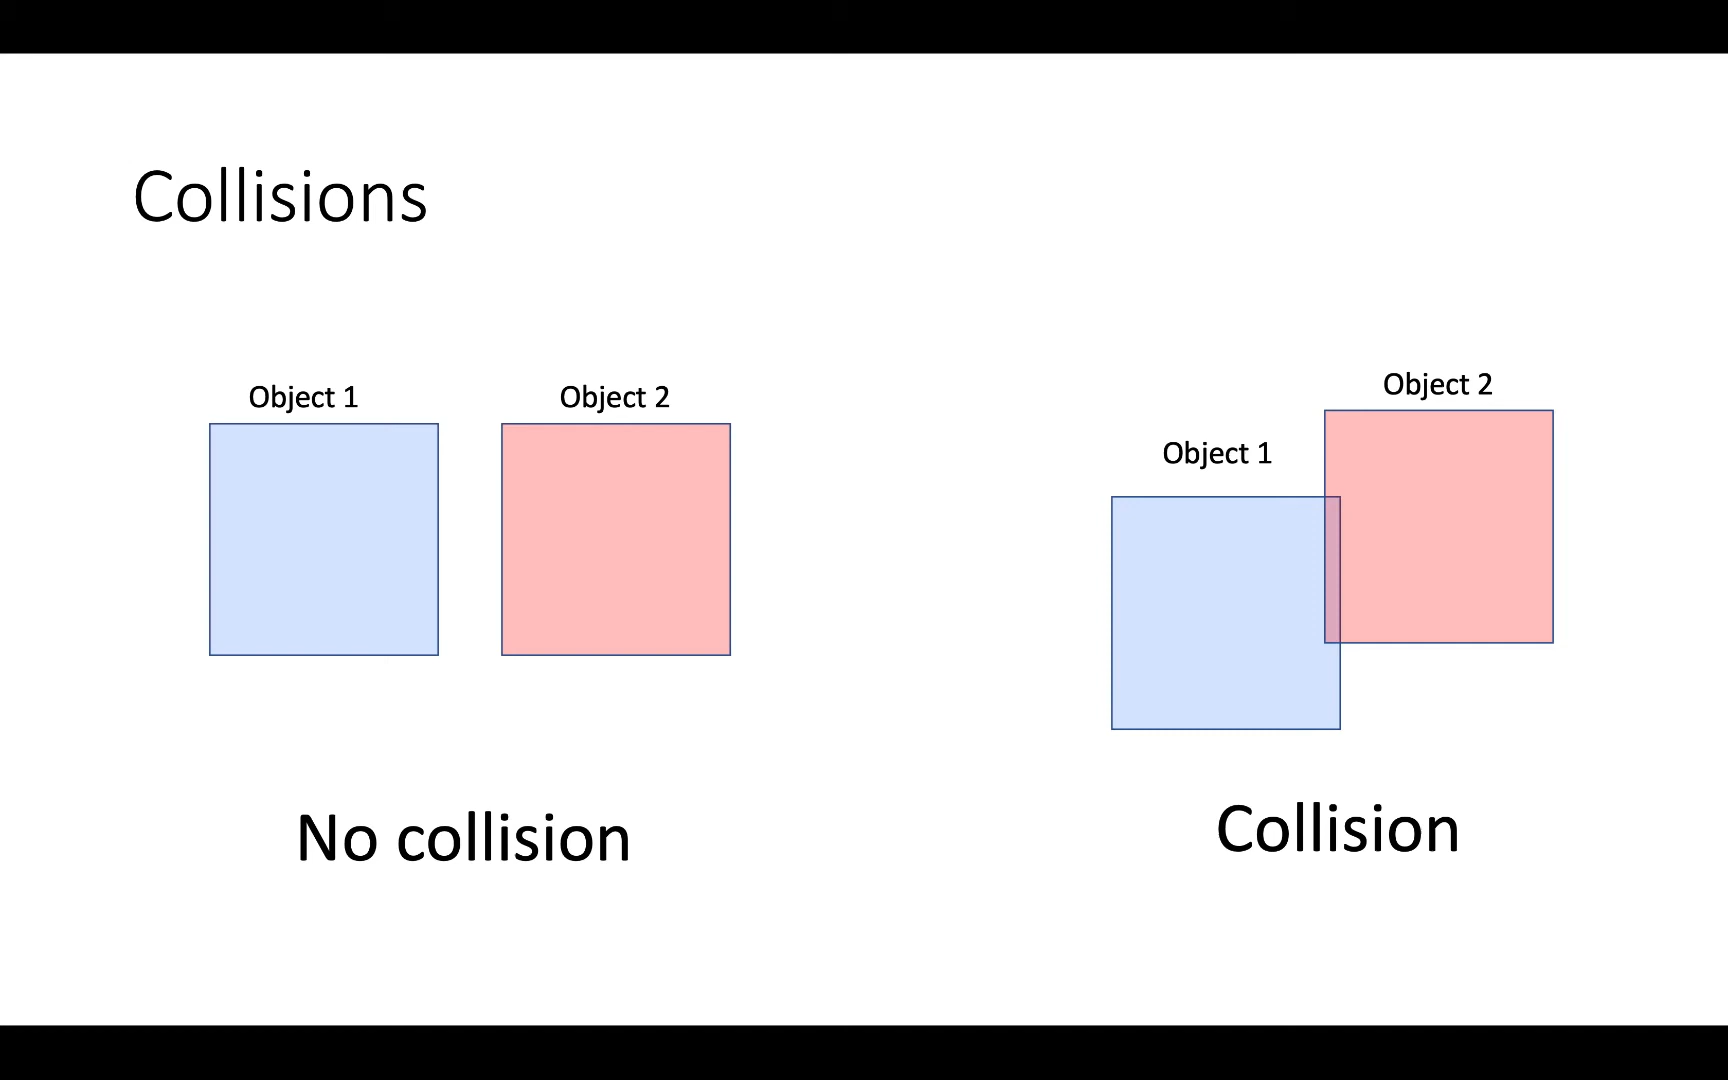 Collisions
Object 1
Object 2
No collision
Object 2
Object 1
Collision